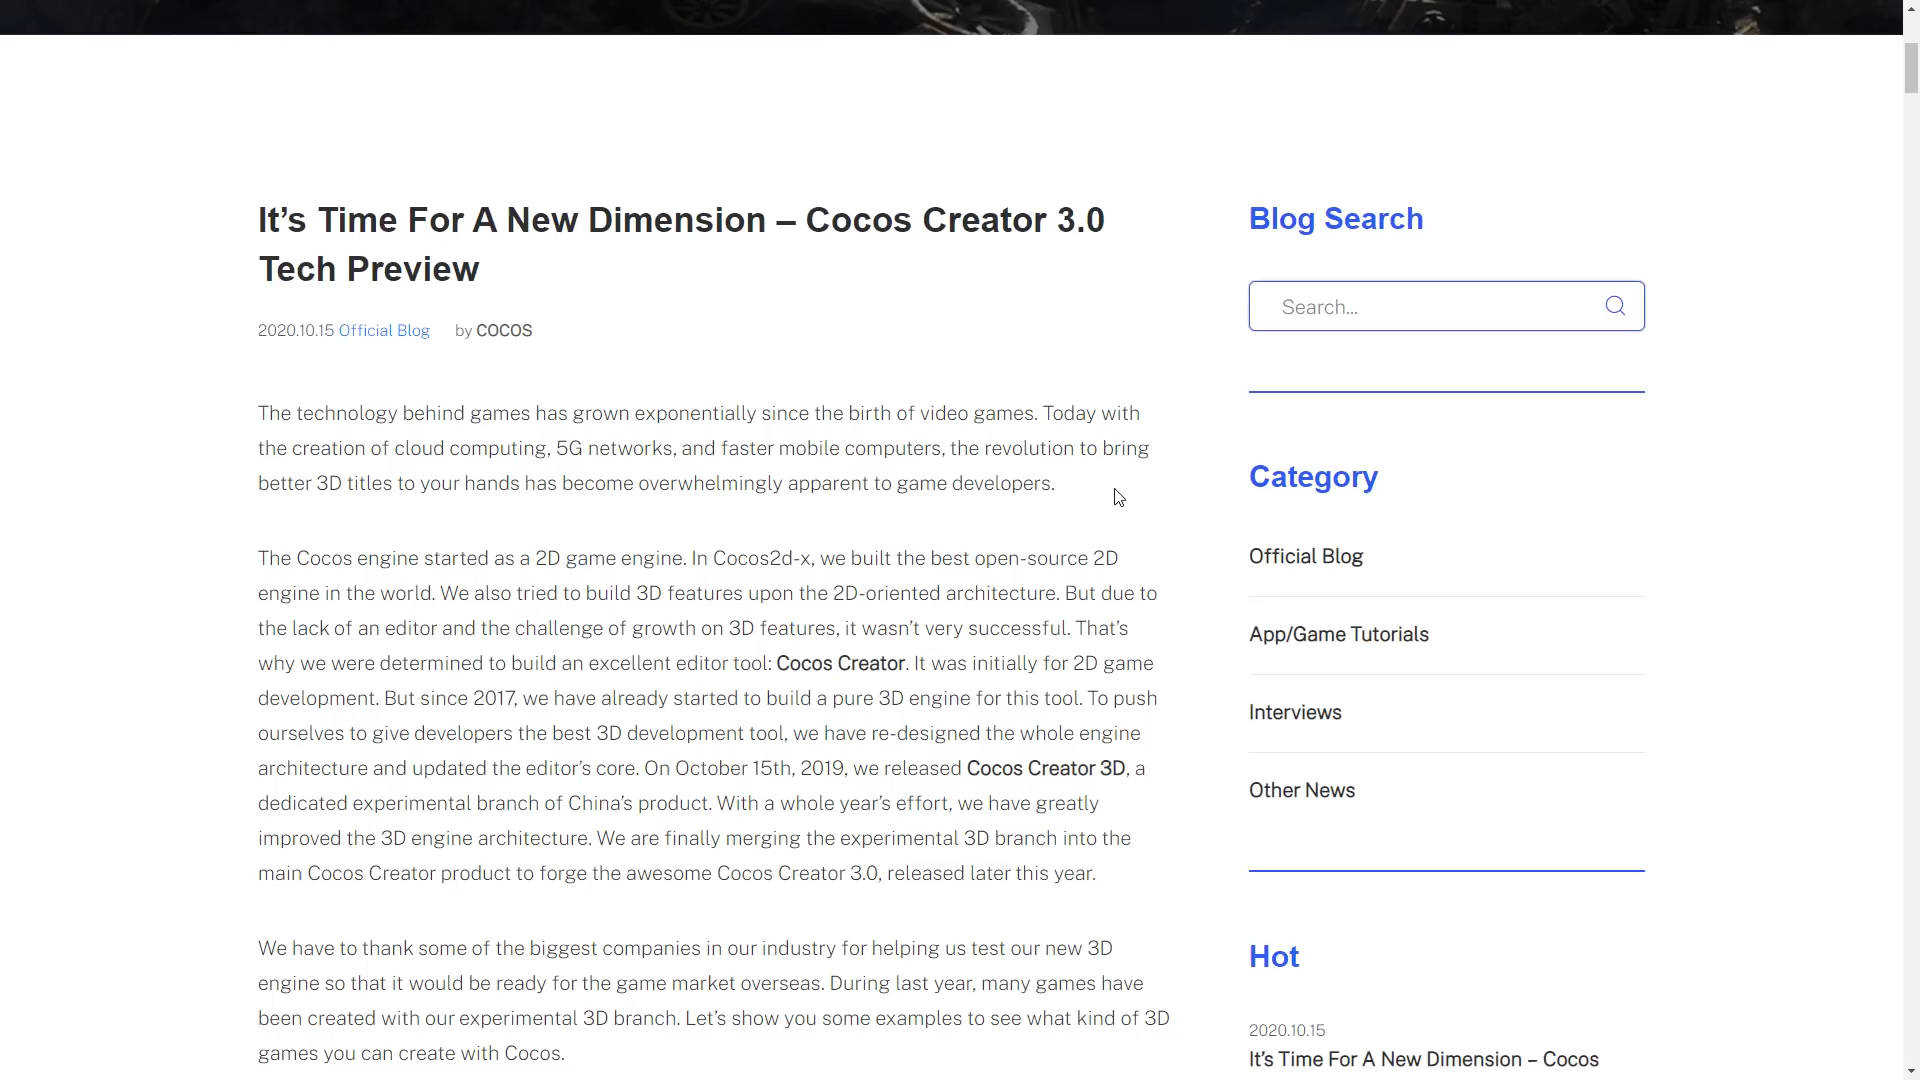 It’s Time For A New Dimension – Cocos Creator 3.0
Tech Preview
2020.10.15 Official Blog by COCOS
The technology behind games has grown exponentially since the birth of video games. Today with
the creation of cloud computing, 5G networks, and faster mobile computers, the revolution to bring
better 3D titles to your hands has become overwhelmingly apparent to game developers.
The Cocos engine started as a 2D game engine. In Cocos2d-x, we built the best open-source 2D
engine in the world. We also tried to build 3D features upon the 2D-oriented architecture. But due to
the lack of an editor and the challenge of growth on 3D features, it wasn’t very successful. That’s
why we were determined to build an excellent editor tool: Cocos Creator. It was initially for 2D game
development. But since 2017, we have already started to build a pure 3D engine for this tool. To push
ourselves to give developers the best 3D development tool, we have re-designed the whole engine
architecture and updated the editor’s core. On October 15th, 2019, we released Cocos Creator 3D, a
dedicated experimental branch of China’s product. With a whole year’s effort, we have greatly
improved the 3D engine architecture. We are finally merging the experimental 3D branch into the
main Cocos Creator product to forge the awesome Cocos Creator 3.0, released later this year.
We have to thank some of the biggest companies in our industry for helping us test our new 3D
engine so that it would be ready for the game market overseas. During last year, many games have
been created with our experimental 3D branch. Let’s show you some examples to see what kind of 3D
games you can create with Cocos.
Blog Search
Search...
Category
Official Blog
App/Game Tutorials
Interviews
Other News
Hot
2020.10.15
It’s Time For A New Dimension – Cocos